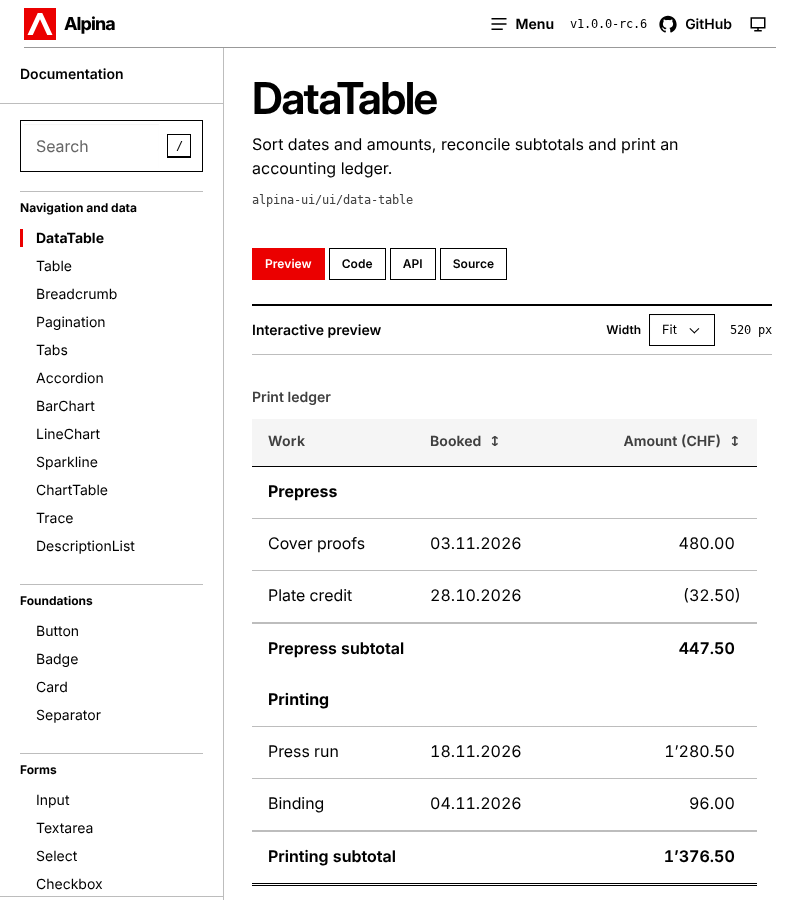 Alpina
Menu v1.0.0-rc.6 GitHub
Documentation
Search /
Navigation and data
DataTable
Table
Breadcrumb
Pagination
Tabs
Accordion
BarChart
LineChart
Sparkline
ChartTable
Trace
DescriptionList
Foundations
Button
Badge
Card
Separator
Forms
Input
Textarea
Select
Checkbox
DataTable
Sort dates and amounts, reconcile subtotals and print an
accounting ledger.
alpina-ui/ui/data-table
Preview Code API Source
Interactive preview Width Fit 520 px
Print ledger
Work Booked ↕ Amount (CHF) ↕
Prepress
Cover proofs 03.11.2026 480.00
Plate credit 28.10.2026 (32.50)
Prepress subtotal 447.50
Printing
Press run 18.11.2026 1’280.50
Binding 04.11.2026 96.00
Printing subtotal 1’376.50